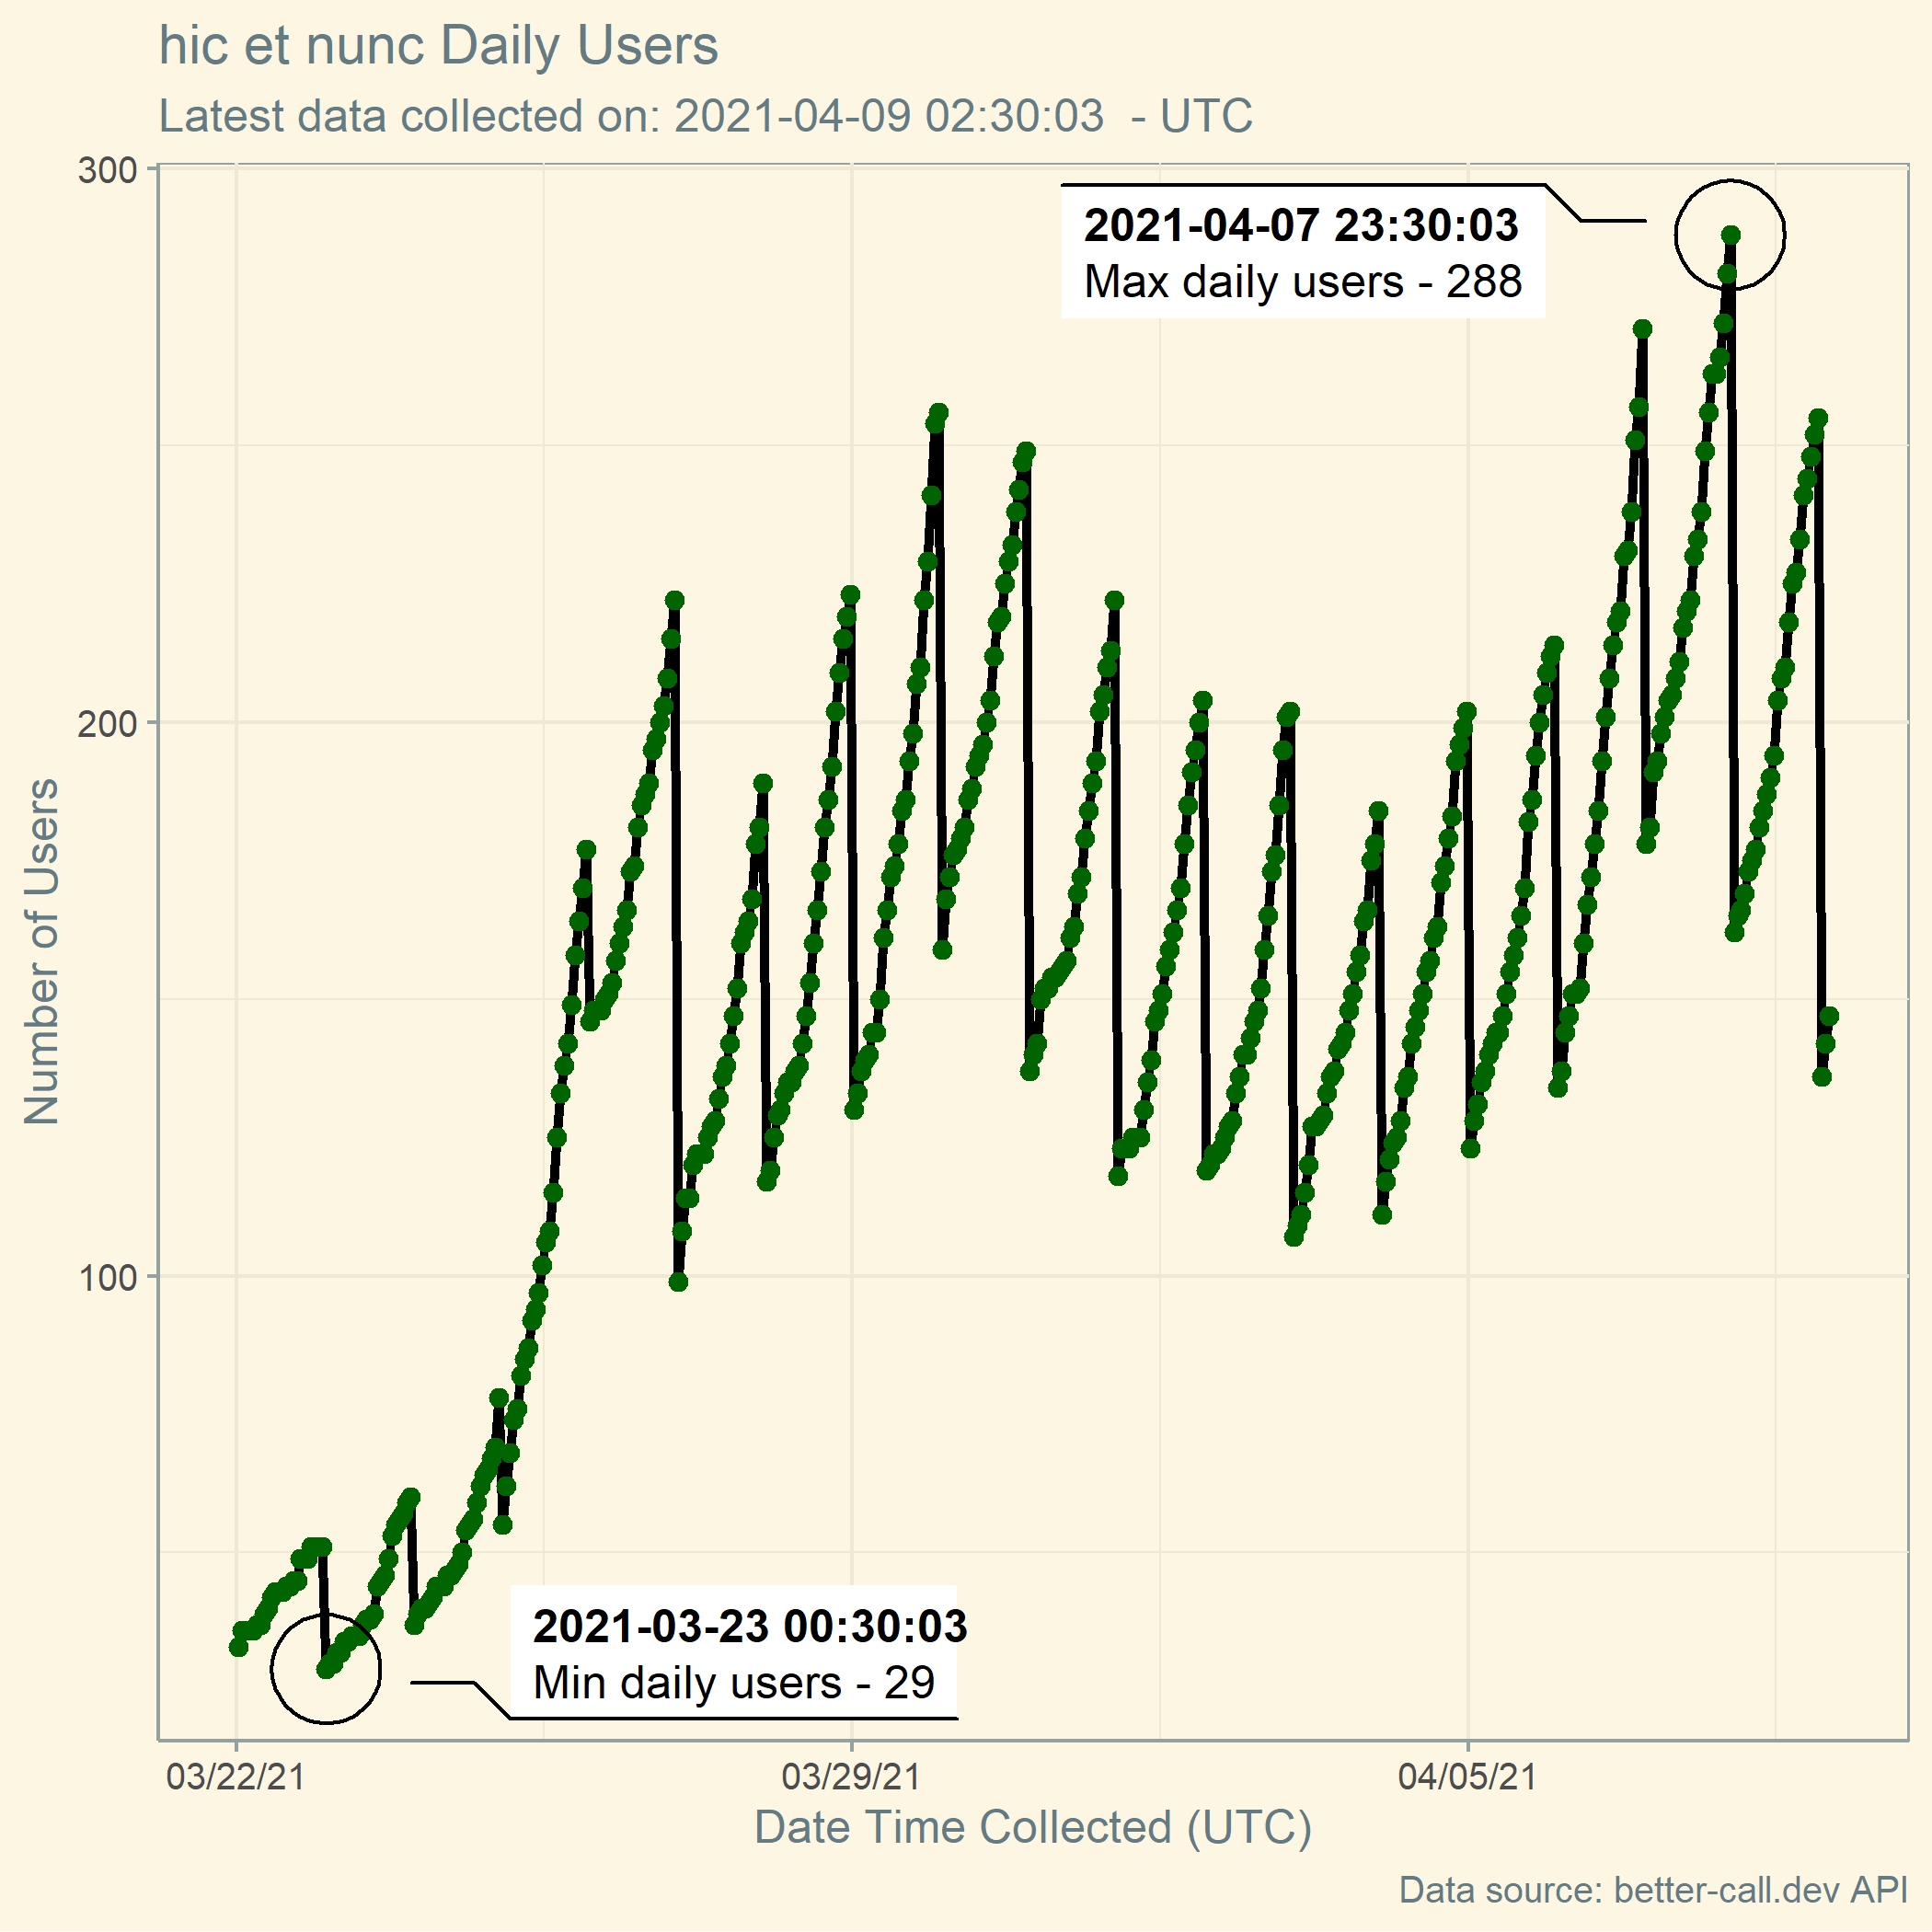 hic et nunc Daily Users
Latest data collected on: 2021-04-09 02:30:03  - UTC
300
2021-04-07 23:30:03
Max daily users - 288
200
Number of Users
100
2021-03-23 00:30:03
Min daily users - 29
03/22/21
03/29/21
04/05/21
Date Time Collected (UTC)
Data source: better-call.dev API